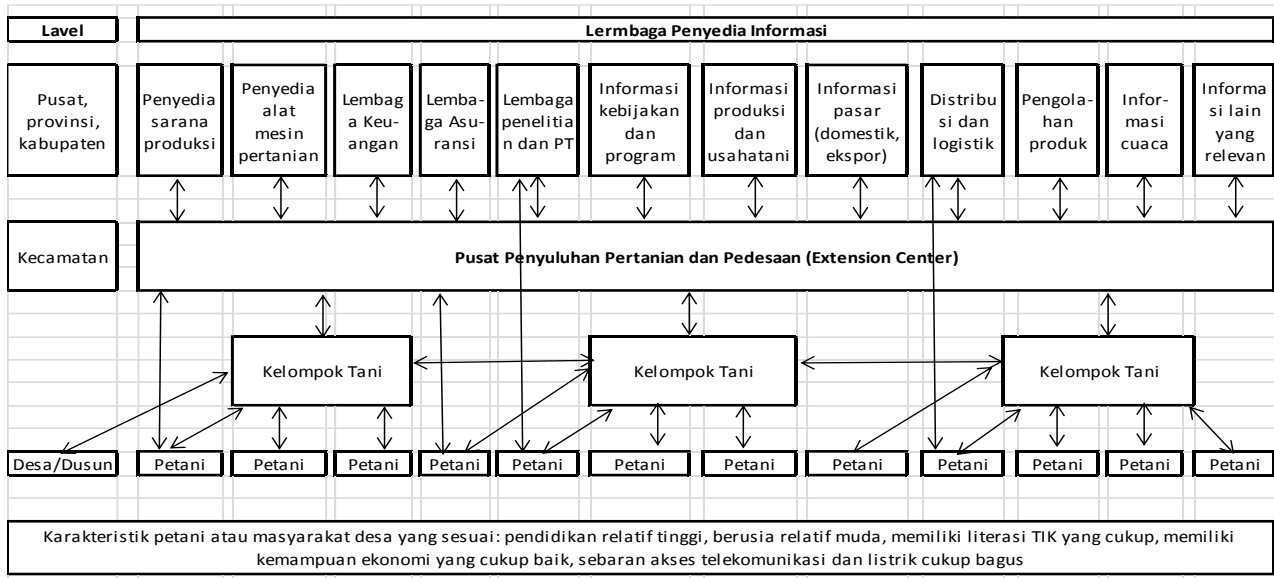 Lavel
Lermbaga Penyedia Informasi
Pusat,
provinsi,
kabupaten
Penyedia
sarana
produksi
Penyedia
alat
mesin
pertanian
Lembag
a Keu-
angan
Lemba-
ga Asu-
ransi
Lembaga
penelitia
n dan PT
Informasi
kebijakan
dan
program
Informasi
produksi
dan
usahatani
Informasi
pasar
(domestik,
ekspor)
Distribu
si dan
logistik
Pengola-
han
produk
Infor-
masi
cuaca
Informa
si lain
yang
relevan
Kecamatan
Pusat Penyuluhan Pertanian dan Pedesaan (Extension Center)
Kelompok Tani
Kelompok Tani
Kelompok Tani
Desa/Dusun
Petani
Petani
Petani
Petani
Petani
Petani
Petani
Petani
Petani
Petani
Petani
Petani
Karakteristik petani atau masyarakat desa yang sesuai: pendidikan relatif tinggi, berusia relatif muda, memiliki literasi TIK yang cukup, memiliki
kemampuan ekonomi yang cukup baik, sebaran akses telekomunikasi dan listrik cukup bagus